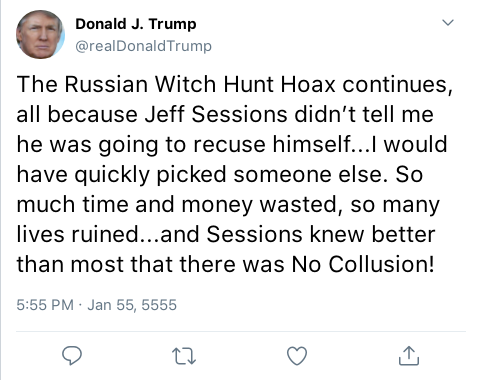 Donald J. Trump
@realDonaldTrump
The Russian Witch Hunt Hoax continues,
all because Jeff Sessions didn’t tell me
he was going to recuse himself...I would
have quickly picked someone else. So
much time and money wasted, so many
lives ruined...and Sessions knew better
than most that there was No Collusion!
5:55 PM · Jan 55, 5555